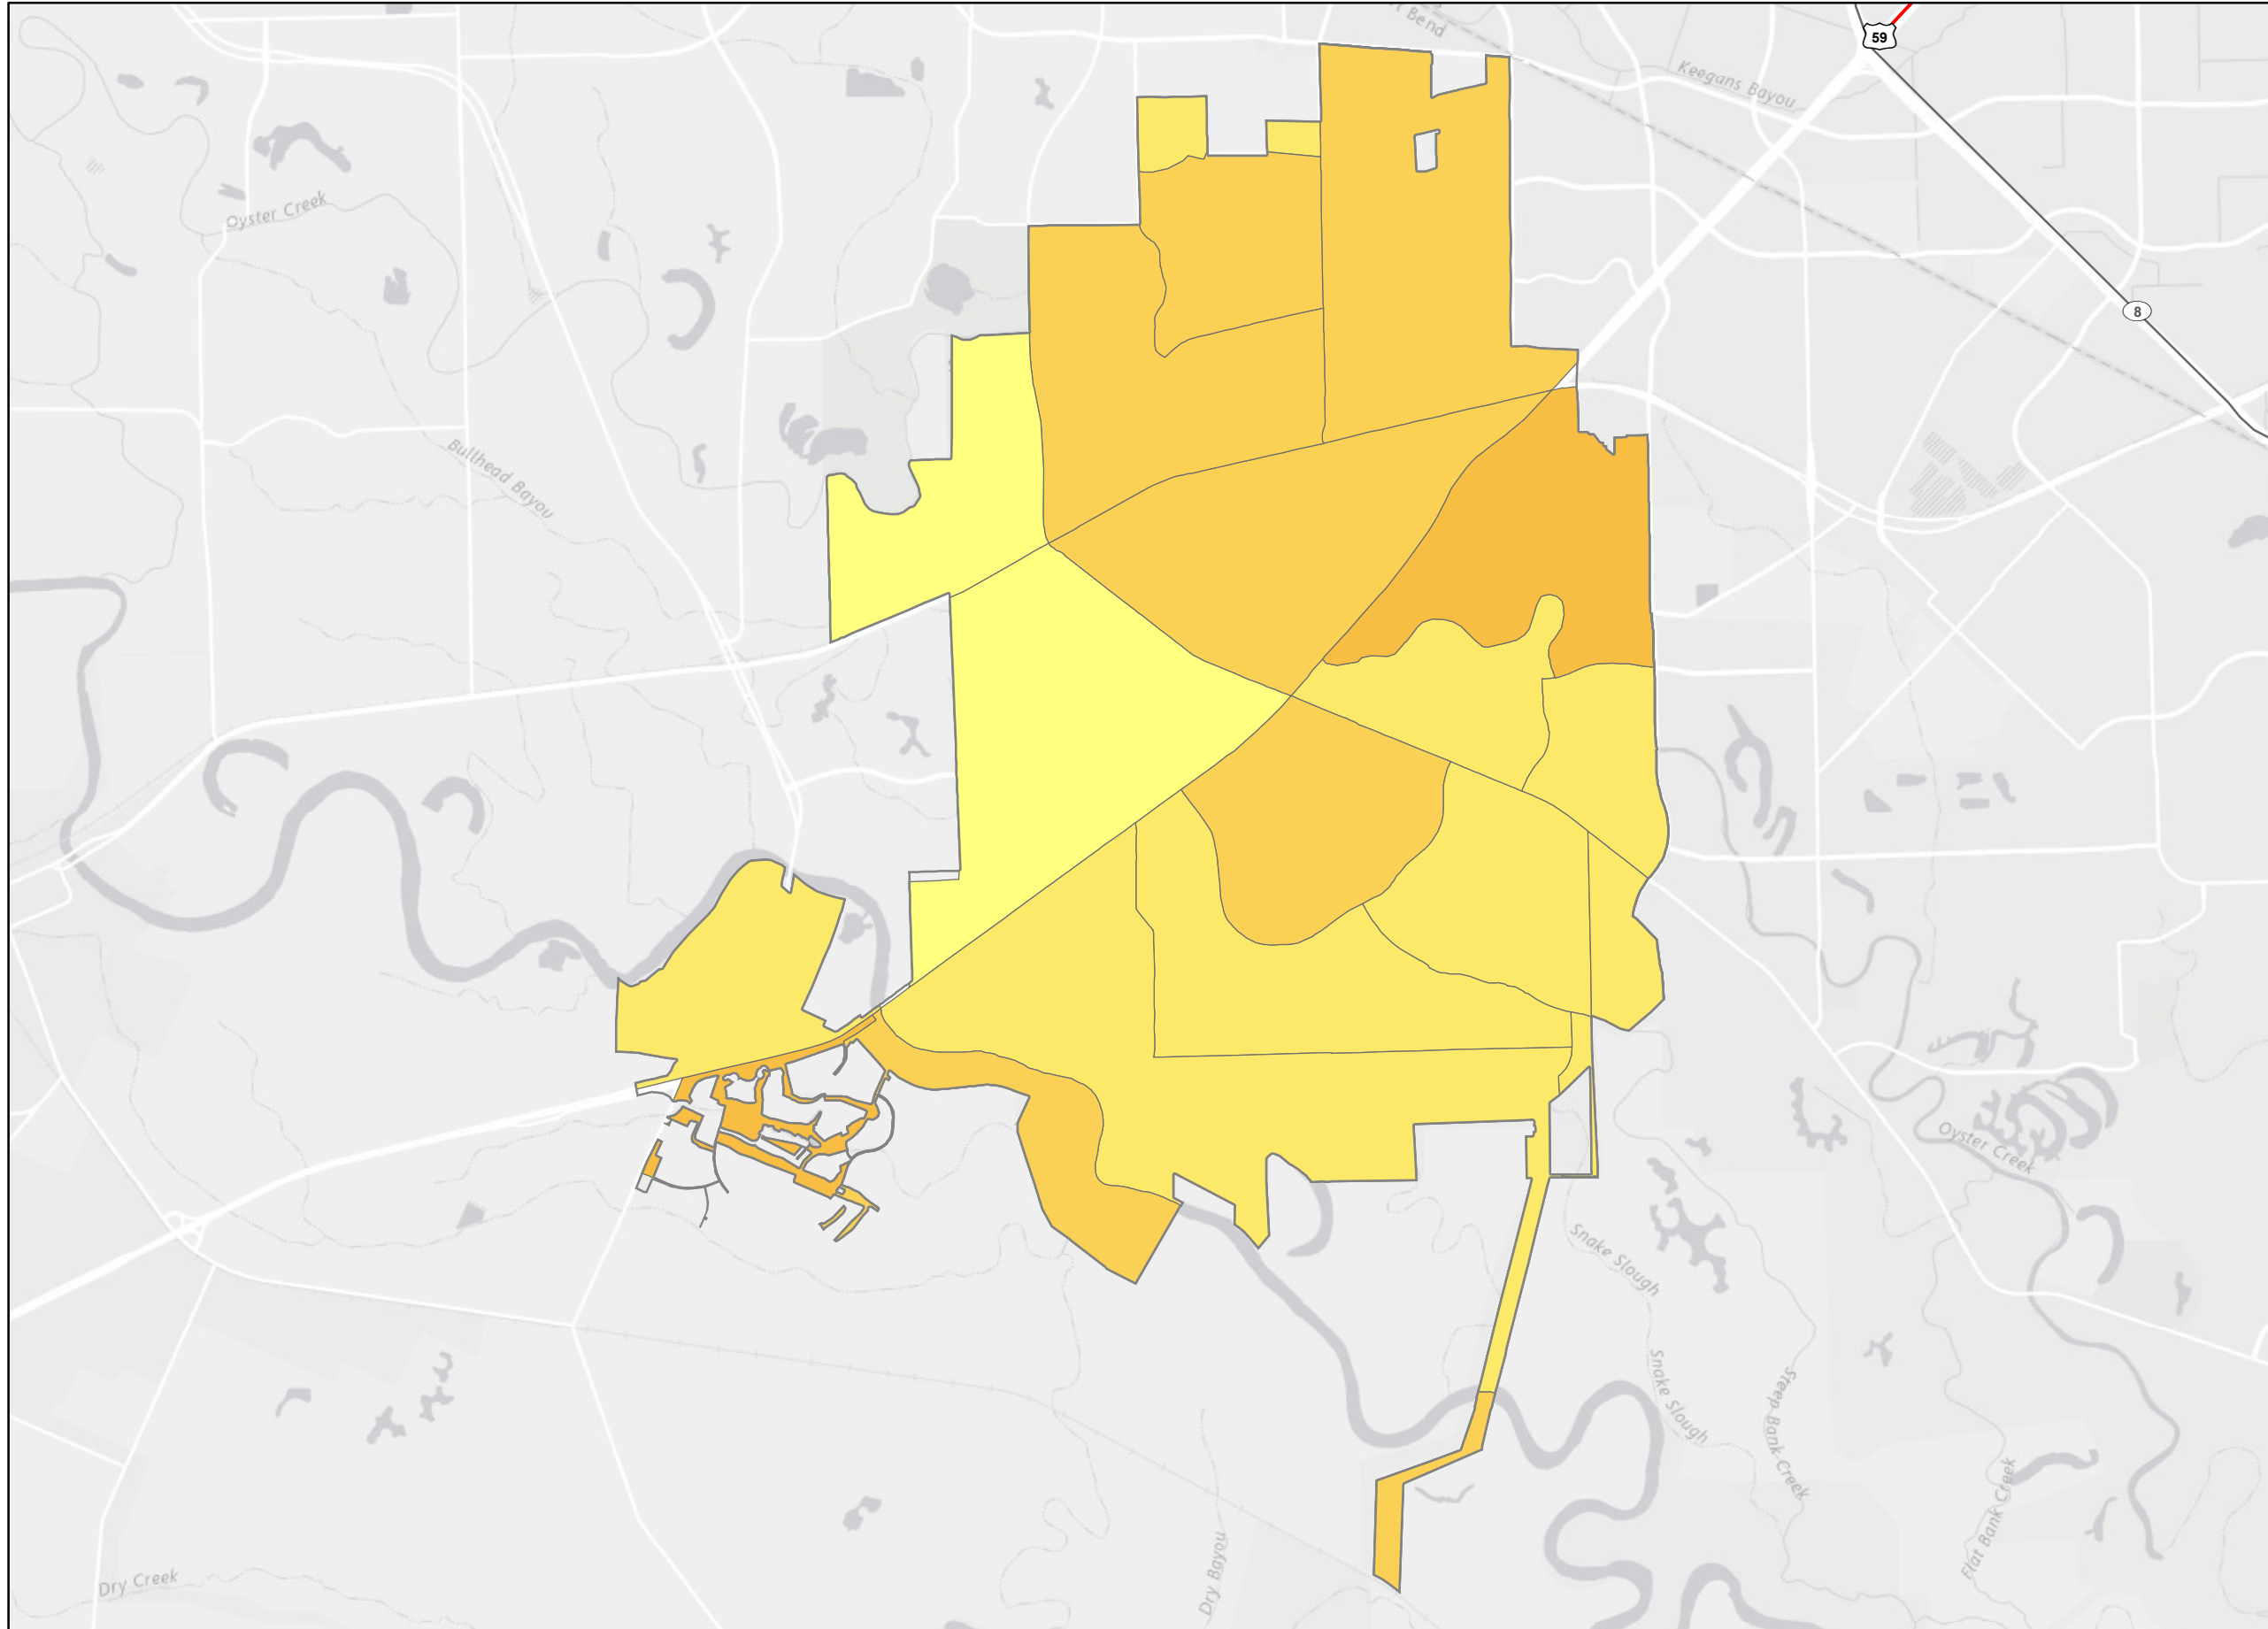 59
Keegans Bayou
Bend
Oyster Creek
8
Bullhead Bayou
Oyster Creek
Snake Slough
Snake Slough
Steep Bank Creek
Flat Bank Creek
Dry Bayou
Dry Creek